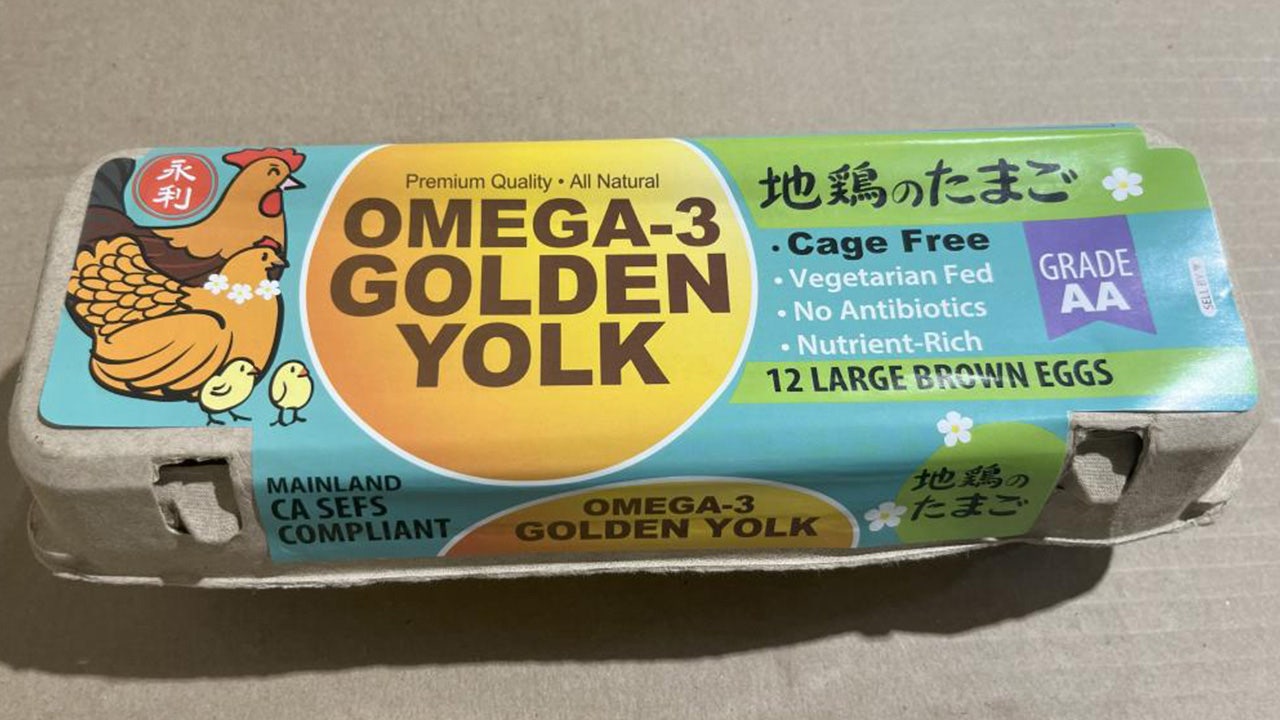 永
利
Premium Quality • All Natural
OMEGA-3
GOLDEN
YOLK
地鶏のたまご
• Cage Free
• Vegetarian Fed
• No Antibiotics
• Nutrient-Rich
GRADE
AA
SELL BY
12 LARGE BROWN EGGS
MAINLAND
CA SEFS
COMPLIANT
OMEGA-3
GOLDEN YOLK
地鶏の
たまご